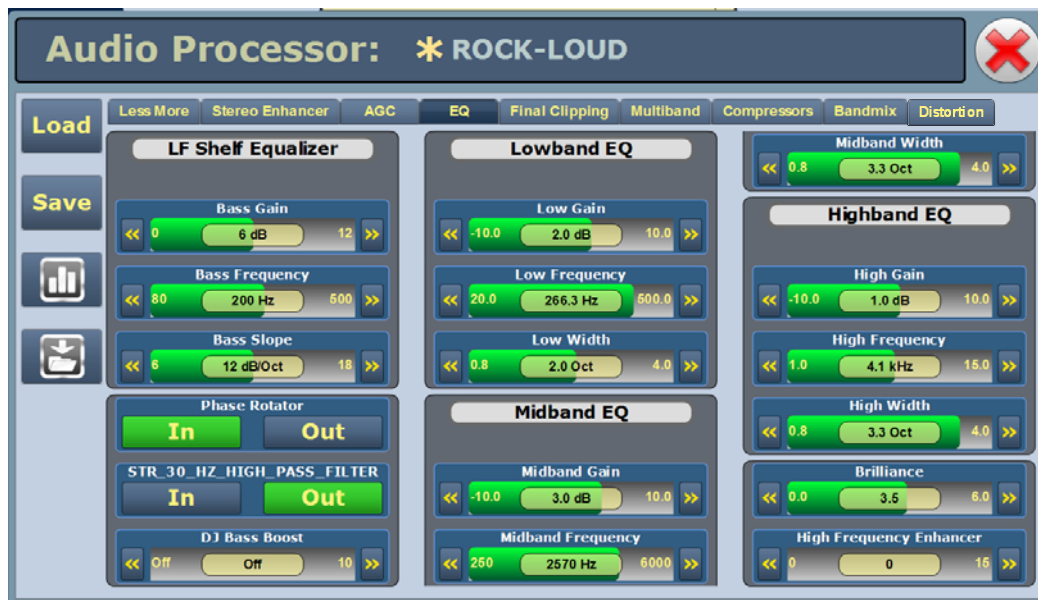 Audio Processor: * ROCK-LOUD
Load
Save
Less More Stereo Enhancer AGC EQ Final Clipping Multiband Compressors Bandmix Distortion
LF Shelf Equalizer
Bass Gain
« 0 6 dB 12 »
Bass Frequency
« 80 200 Hz 500 »
Bass Slope
« 6 12 dB/Oct 18 »
Phase Rotator
In Out
STR_30_HZ_HIGH_PASS_FILTER
In Out
DJ Bass Boost
« Off Off 10 »
Lowband EQ
Low Gain
« -10.0 2.0 dB 10.0 »
Low Frequency
« 20.0 266.3 Hz 500.0 »
Low Width
« 0.8 2.0 Oct 4.0 »
Midband EQ
Midband Gain
« -10.0 3.0 dB 10.0 »
Midband Frequency
« 250 2570 Hz 6000 »
Midband Width
« 0.8 3.3 Oct 4.0 »
Highband EQ
High Gain
« -10.0 1.0 dB 10.0 »
High Frequency
« 1.0 4.1 kHz 15.0 »
High Width
« 0.8 3.3 Oct 4.0 »
Brilliance
« 0.0 3.5 6.0 »
High Frequency Enhancer
« 0 0 15 »